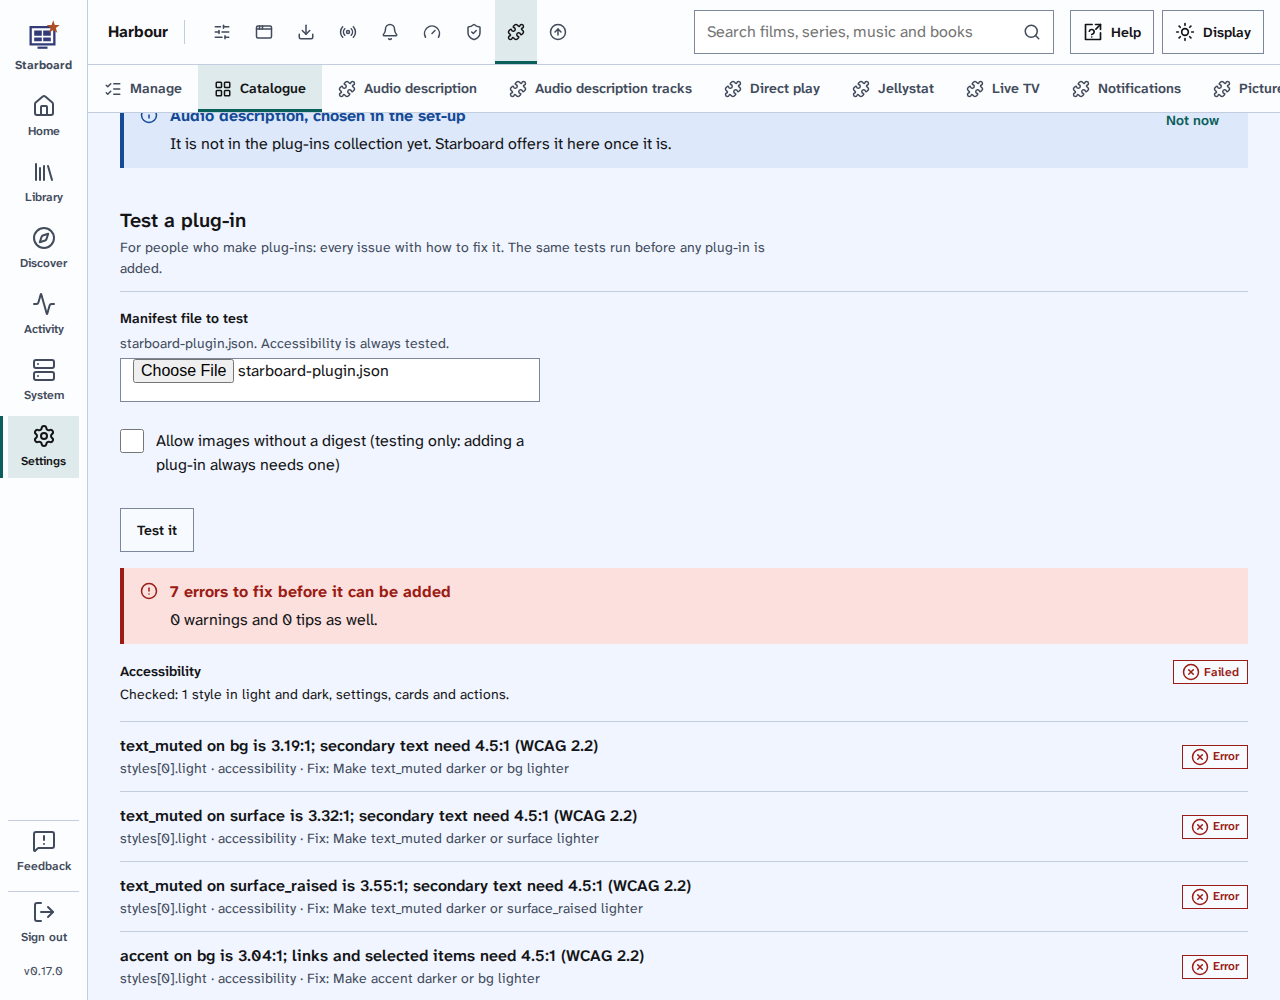 Starboard
Home
Library
Discover
Activity
System
Settings
Feedback
Sign out
v0.17.0
Harbour
Search films, series, music and books
Help
Display
Manage
Catalogue
Audio description
Audio description tracks
Direct play
Jellystat
Live TV
Notifications
Audio description, chosen in the set-up
Not now
It is not in the plug-ins collection yet. Starboard offers it here once it is.
Test a plug-in
For people who make plug-ins: every issue with how to fix it. The same tests run before any plug-in is
added.
Manifest file to test
starboard-plugin.json. Accessibility is always tested.
Choose File starboard-plugin.json
Allow images without a digest (testing only: adding a
plug-in always needs one)
Test it
7 errors to fix before it can be added
0 warnings and 0 tips as well.
Accessibility
Failed
Checked: 1 style in light and dark, settings, cards and actions.
text_muted on bg is 3.19:1; secondary text need 4.5:1 (WCAG 2.2)
Error
styles[0].light · accessibility · Fix: Make text_muted darker or bg lighter
text_muted on surface is 3.32:1; secondary text need 4.5:1 (WCAG 2.2)
Error
styles[0].light · accessibility · Fix: Make text_muted darker or surface lighter
text_muted on surface_raised is 3.55:1; secondary text need 4.5:1 (WCAG 2.2)
Error
styles[0].light · accessibility · Fix: Make text_muted darker or surface_raised lighter
accent on bg is 3.04:1; links and selected items need 4.5:1 (WCAG 2.2)
Error
styles[0].light · accessibility · Fix: Make accent darker or bg lighter